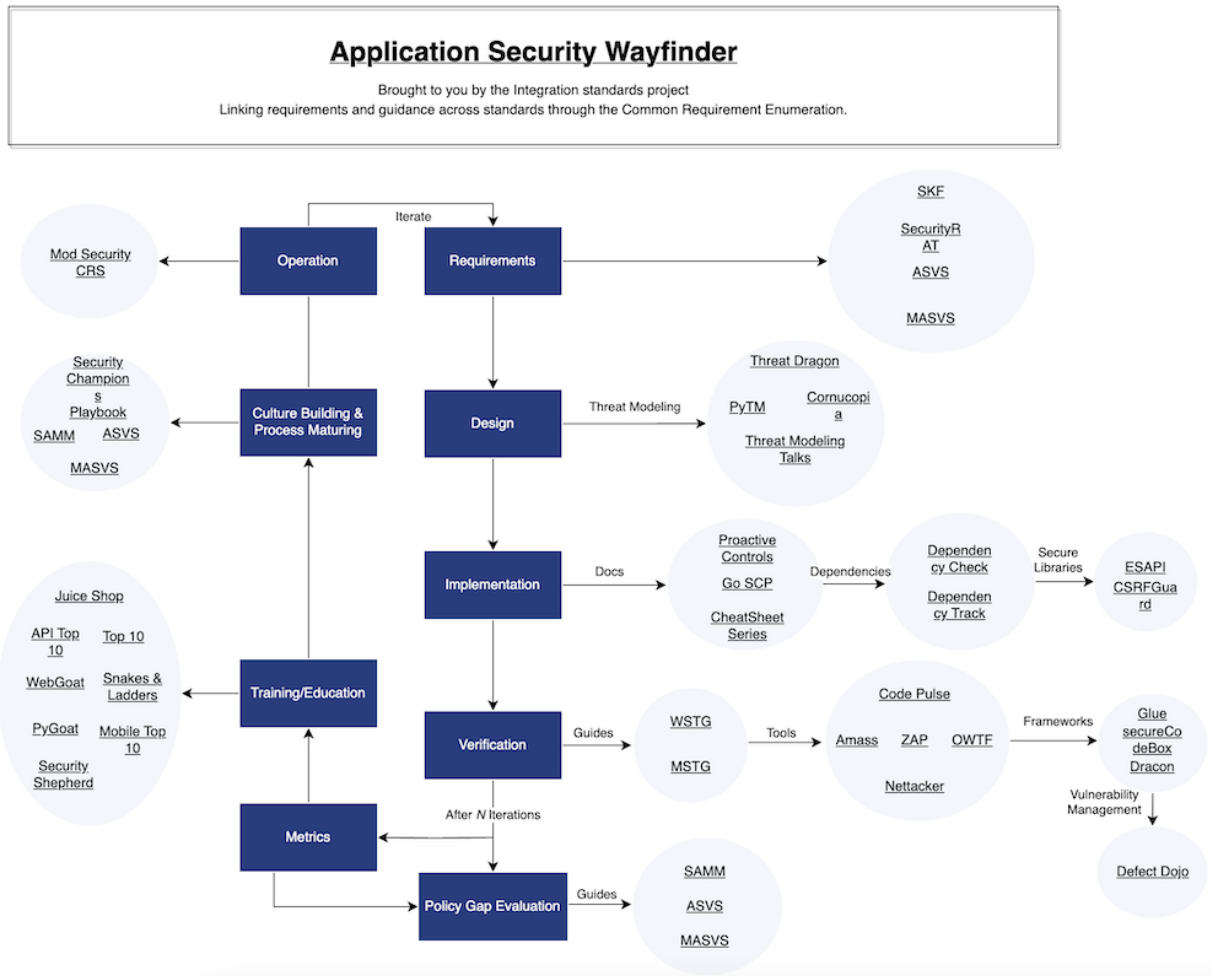 Application Security Wayfinder
Brought to you by the Integration standards project
Linking requirements and guidance across standards through the Common Requirement Enumeration.
Iterate
Operation
Requirements
Mod Security
CRS
SKF
SecurityR
AT
ASVS
MASVS
Security
Champion
s
Playbook
SAMM
ASVS
MASVS
Culture Building &
Process Maturing
Design
Threat Modeling
Threat Dragon
PyTM
Cornucopi
a
Threat Modeling
Talks
Implementation
Docs
Proactive
Controls
Go SCP
CheatSheet
Series
Dependencies
Dependen
cy Check
Dependen
cy Track
Secure
Libraries
ESAPI
CSRFGua
rd
Juice Shop
API Top
10
Top 10
WebGoat
Snakes &
Ladders
PyGoat
Mobile Top
10
Security
Shepherd
Training/Education
Verification
Guides
WSTG
MSTG
Tools
Code Pulse
Amass
ZAP
OWTF
Nettacker
Frameworks
Glue
secureCo
deBox
Dracon
Vulnerability
Management
Defect Dojo
After N Iterations
Metrics
Policy Gap Evaluation
Guides
SAMM
ASVS
MASVS